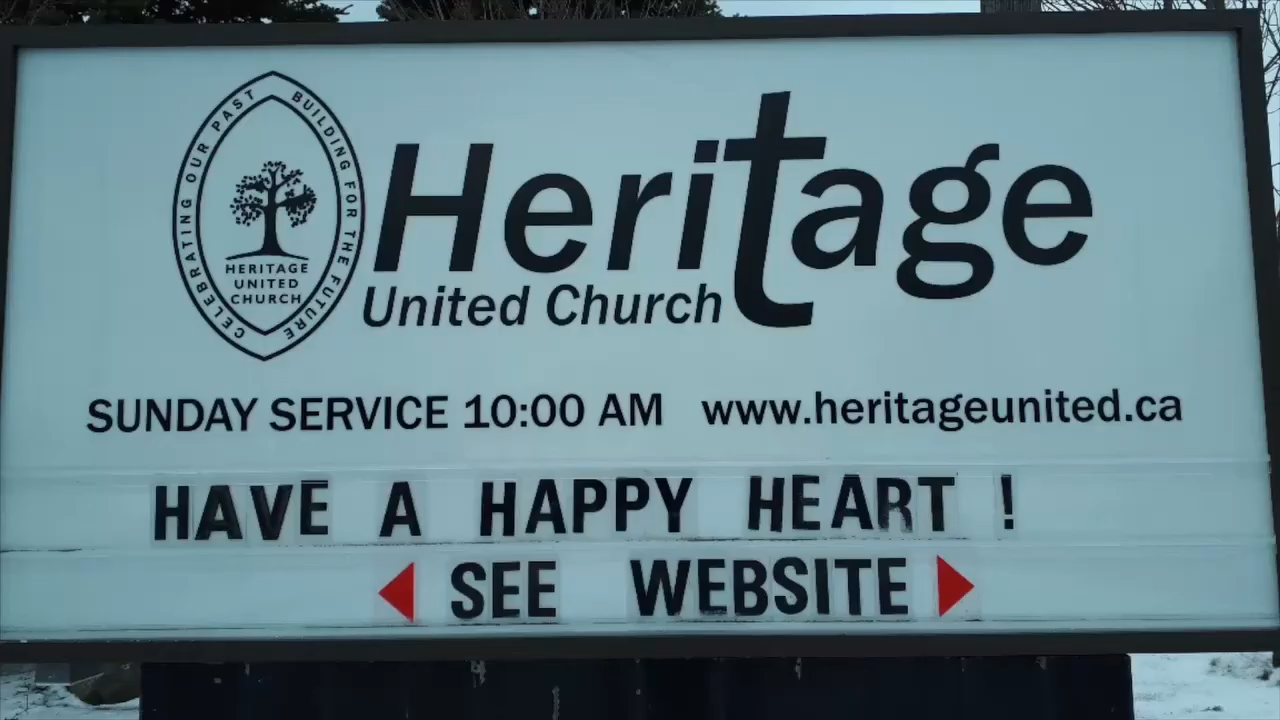 CELEBRATING OUR PAST BUILDING FOR THE FUTURE
HERITAGE
UNITED
CHURCH
Heritage
United Church
SUNDAY SERVICE 10:00 AM www.heritageunited.ca
HAVE A HAPPY HEART !
SEE WEBSITE